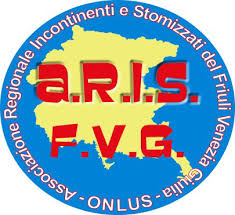 Associazione Regionale Incontinenti e Stomizzati del Friuli Venezia Giulia
- ONLUS -
a.R.I.S.
F.V.G.